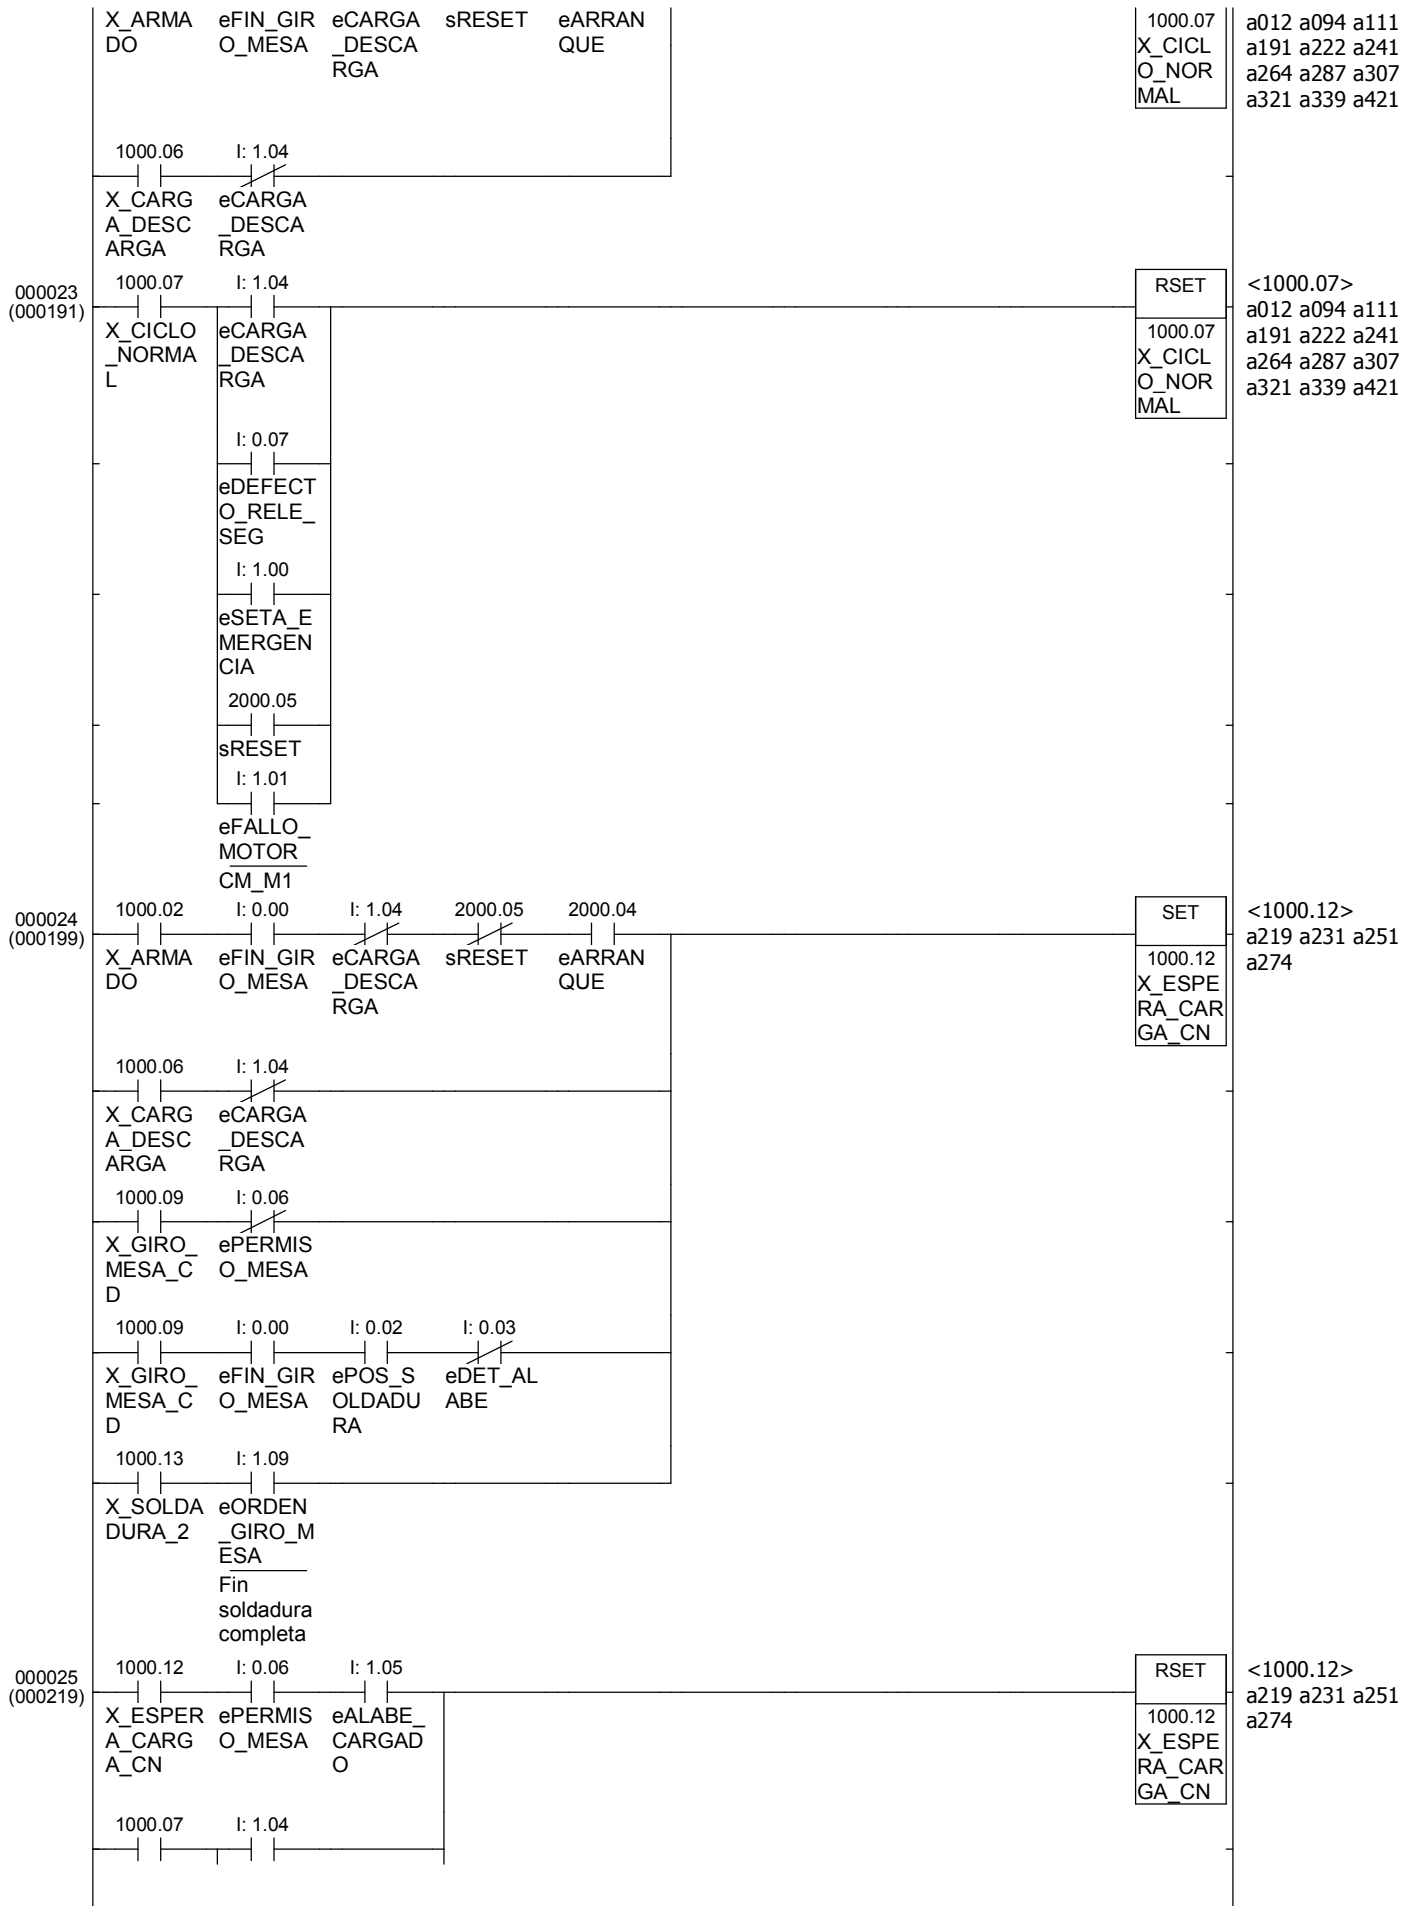 X_ARMA eFIN_GIR eCARGA sRESET eARRAN 1000.07 a012 a094 a111
DO O_MESA _DESCA QUE X_CICL a191 a222 a241
RGA O_NOR a264 a287 a307
MAL a321 a339 a421
1000.06 I: 1.04
X_CARG eCARGA
A_DESC _DESCA
ARGA RGA
000023 1000.07 I: 1.04 RSET <1000.07>
(000191) a012 a094 a111
X_CICLO eCARGA 1000.07 a191 a222 a241
_NORMA _DESCA X_CICL a264 a287 a307
L RGA O_NOR a321 a339 a421
MAL
I: 0.07
eDEFECT
O_RELE_
SEG
I: 1.00
eSETA_E
MERGEN
CIA
2000.05
sRESET
I: 1.01
eFALLO_
MOTOR
CM_M1
000024 1000.02 I: 0.00 I: 1.04 2000.05 2000.04 SET <1000.12>
(000199) a219 a231 a251
X_ARMA eFIN_GIR eCARGA sRESET eARRAN 1000.12 a274
DO O_MESA _DESCA QUE X_ESPE
RGA RA_CAR
GA_CN
1000.06 I: 1.04
X_CARG eCARGA
A_DESC _DESCA
ARGA RGA
1000.09 I: 0.06
X_GIRO_ ePERMIS
MESA_C O_MESA
D
1000.09 I: 0.00 I: 0.02 I: 0.03
X_GIRO_ eFIN_GIR ePOS_S eDET_AL
MESA_C O_MESA OLDADU ABE
D RA
1000.13 I: 1.09
X_SOLDA eORDEN
DURA_2 _GIRO_M
ESA
Fin
soldadura
completa
000025 1000.12 I: 0.06 I: 1.05 RSET <1000.12>
(000219) a219 a231 a251
X_ESPER ePERMIS eALABE_ 1000.12 a274
A_CARG O_MESA CARGAD X_ESPE
A_CN O RA_CAR
GA_CN
1000.07 I: 1.04